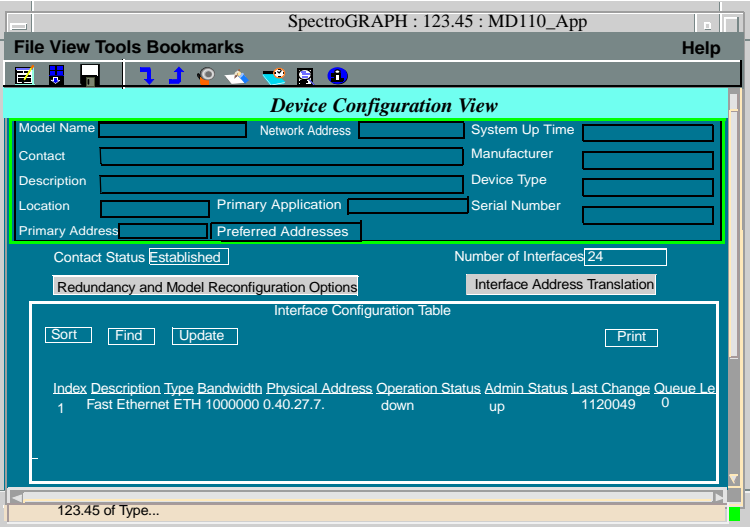 SpectroGRAPH : 123.45 : MD110_App
File View Tools Bookmarks Help
Device Configuration View
Model Name Network Address System Up Time
Contact Manufacturer
Description Device Type
Location Primary Application Serial Number
Primary Address Preferred Addresses
Contact Status Established Number of Interfaces 24
Redundancy and Model Reconfiguration Options Interface Address Translation
Interface Configuration Table
Sort Find Update Print
Index Description Type Bandwidth Physical Address Operation Status Admin Status Last Change Queue Le
1 Fast Ethernet ETH 1000000 0.40.27.7. down up 1120049 0
123.45 of Type...